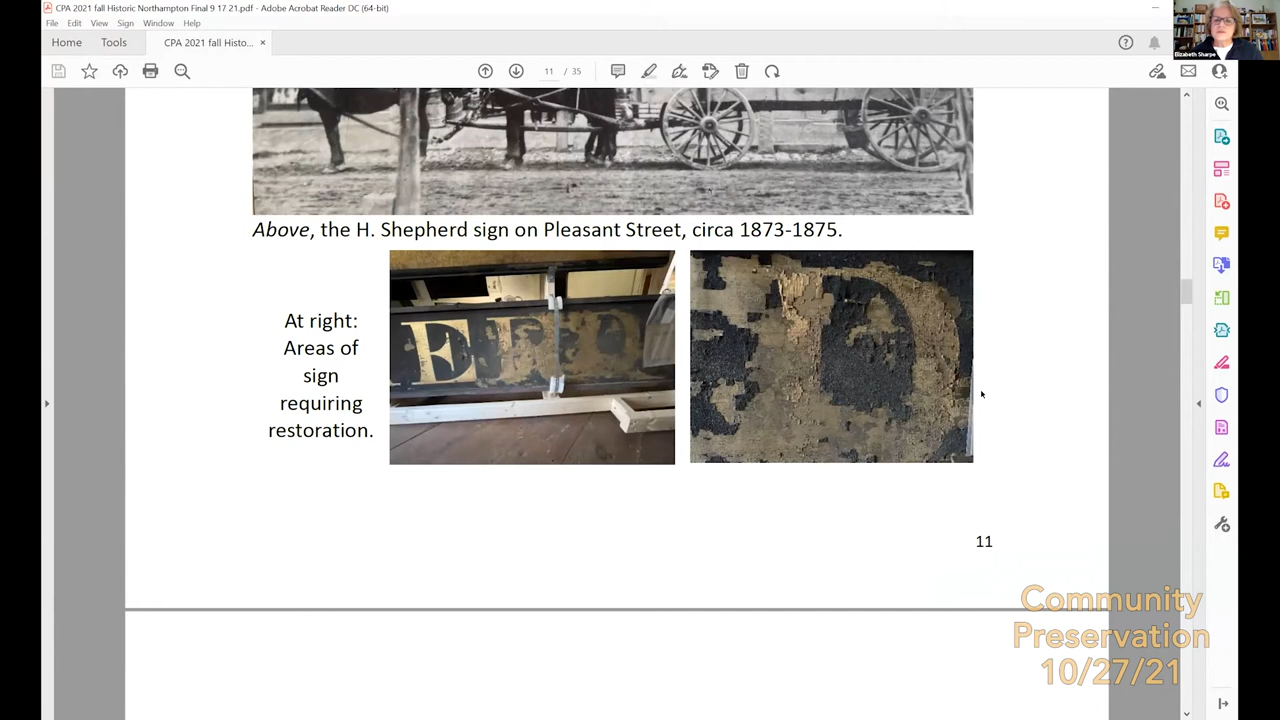 CPA 2021 fall Historic Northampton Final 9 17 21.pdf - Adobe Acrobat Reader DC (64-bit)
File Edit View Sign Window Help
Home Tools CPA 2021 fall Histo... ×
11 / 35
Elizabeth Sharpe
Above, the H. Shepherd sign on Pleasant Street, circa 1873-1875.
At right:
Areas of
sign
requiring
restoration.
E R D
D
11
Community
Preservation
10/27/21